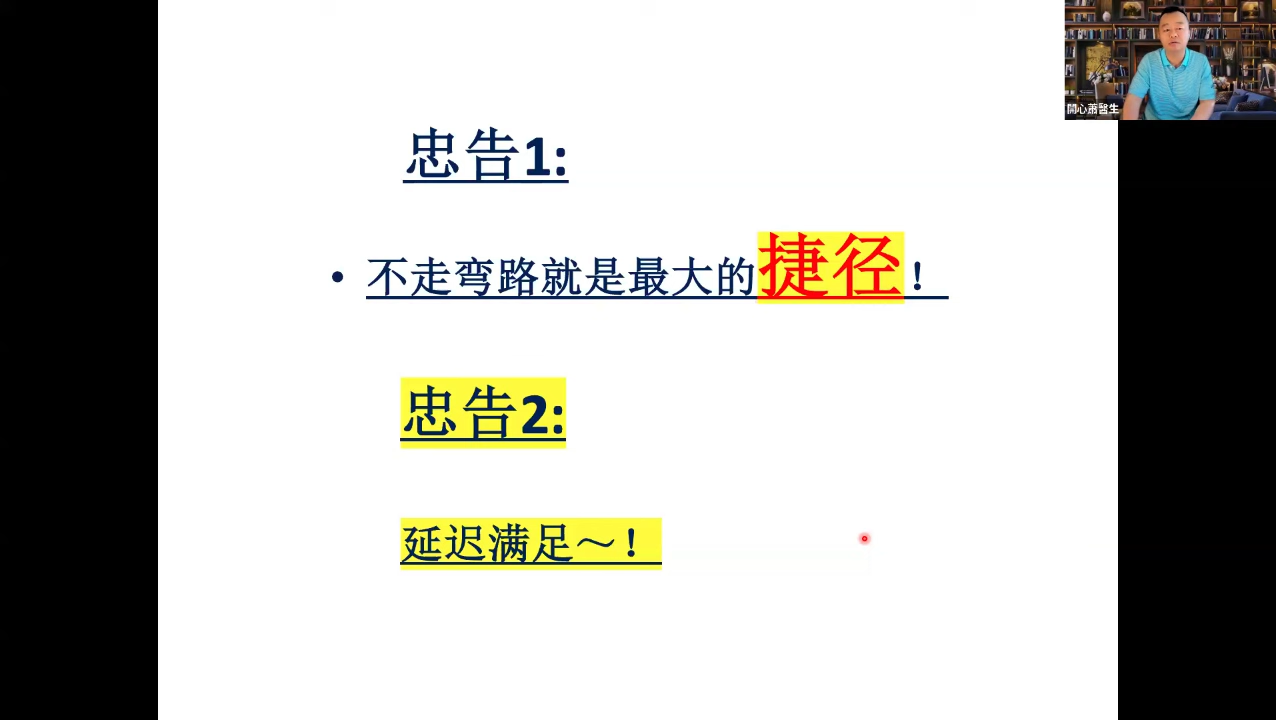 開心蕭醫生
忠告1:
• 不走弯路就是最大的捷径！
忠告2:
延迟满足～！